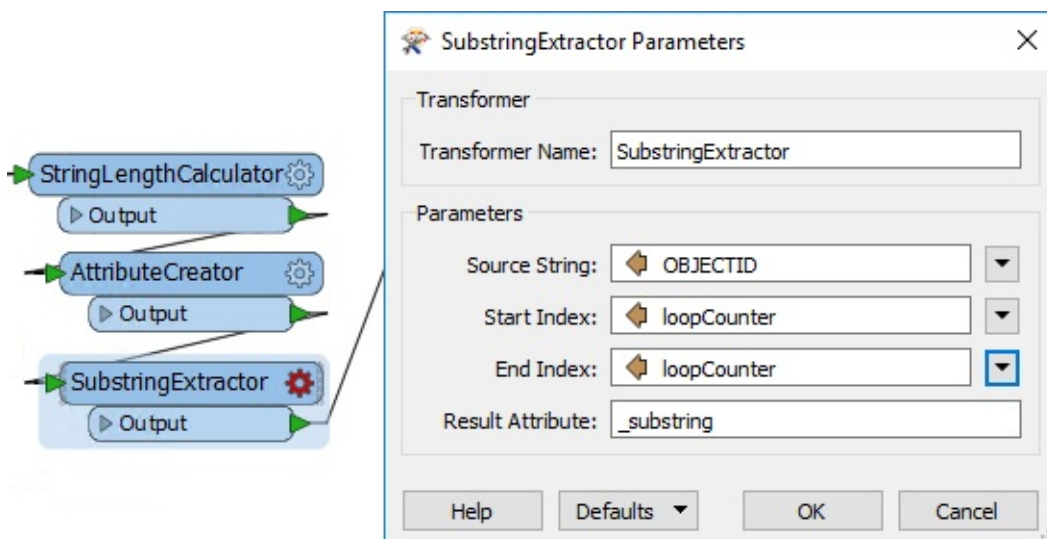 StringLengthCalculator
Output
AttributeCreator
Output
SubstringExtractor
Output
SubstringExtractor Parameters
Transformer
Transformer Name: SubstringExtractor
Parameters
Source String: OBJECTID
Start Index: loopCounter
End Index: loopCounter
Result Attribute: _substring
Help Defaults OK Cancel